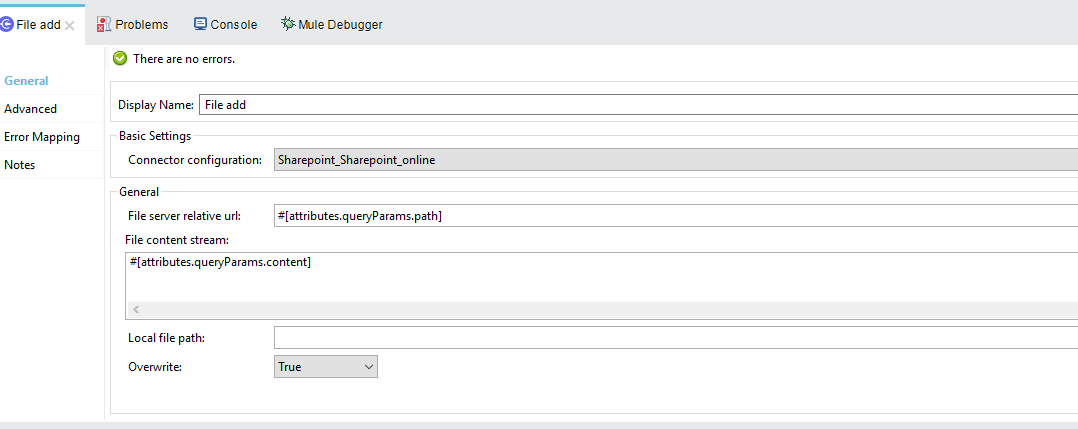 File add
Problems
Console
Mule Debugger
There are no errors.
General
Advanced
Error Mapping
Notes
Display Name: File add
Basic Settings
Connector configuration: Sharepoint_Sharepoint_online
General
File server relative url: #[attributes.queryParams.path]
File content stream:
#[attributes.queryParams.content]
Local file path:
Overwrite: True